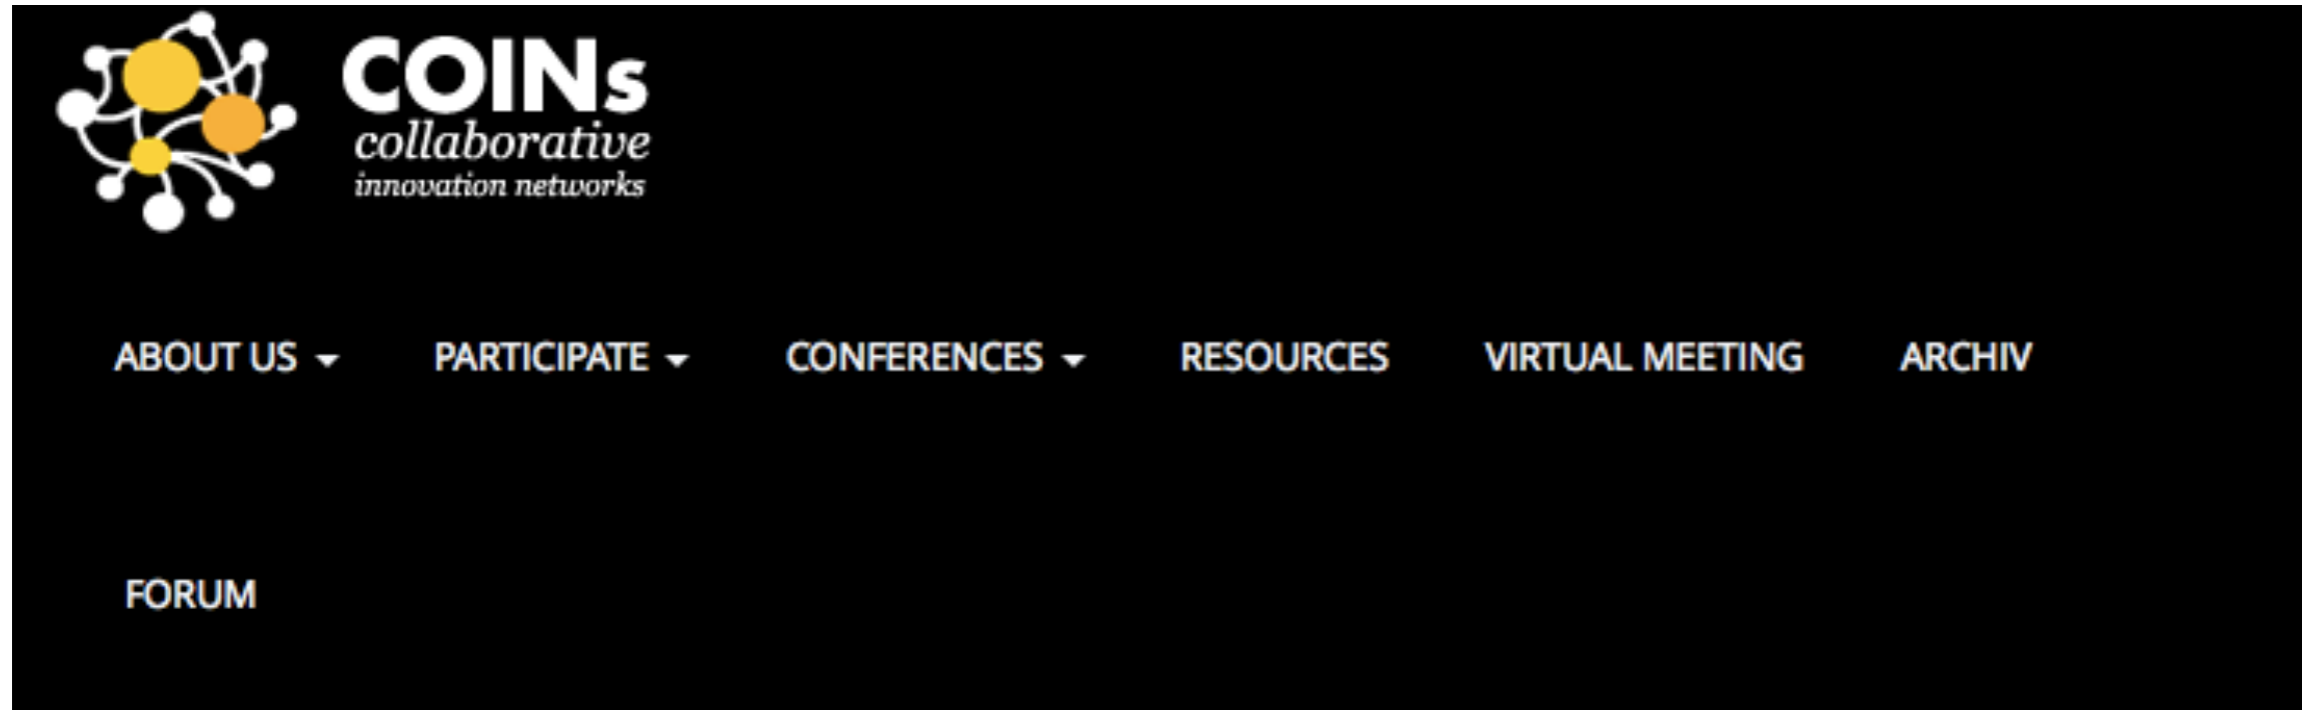 COINs
collaborative
innovation networks
ABOUT US PARTICIPATE CONFERENCES RESOURCES VIRTUAL MEETING ARCHIV
FORUM